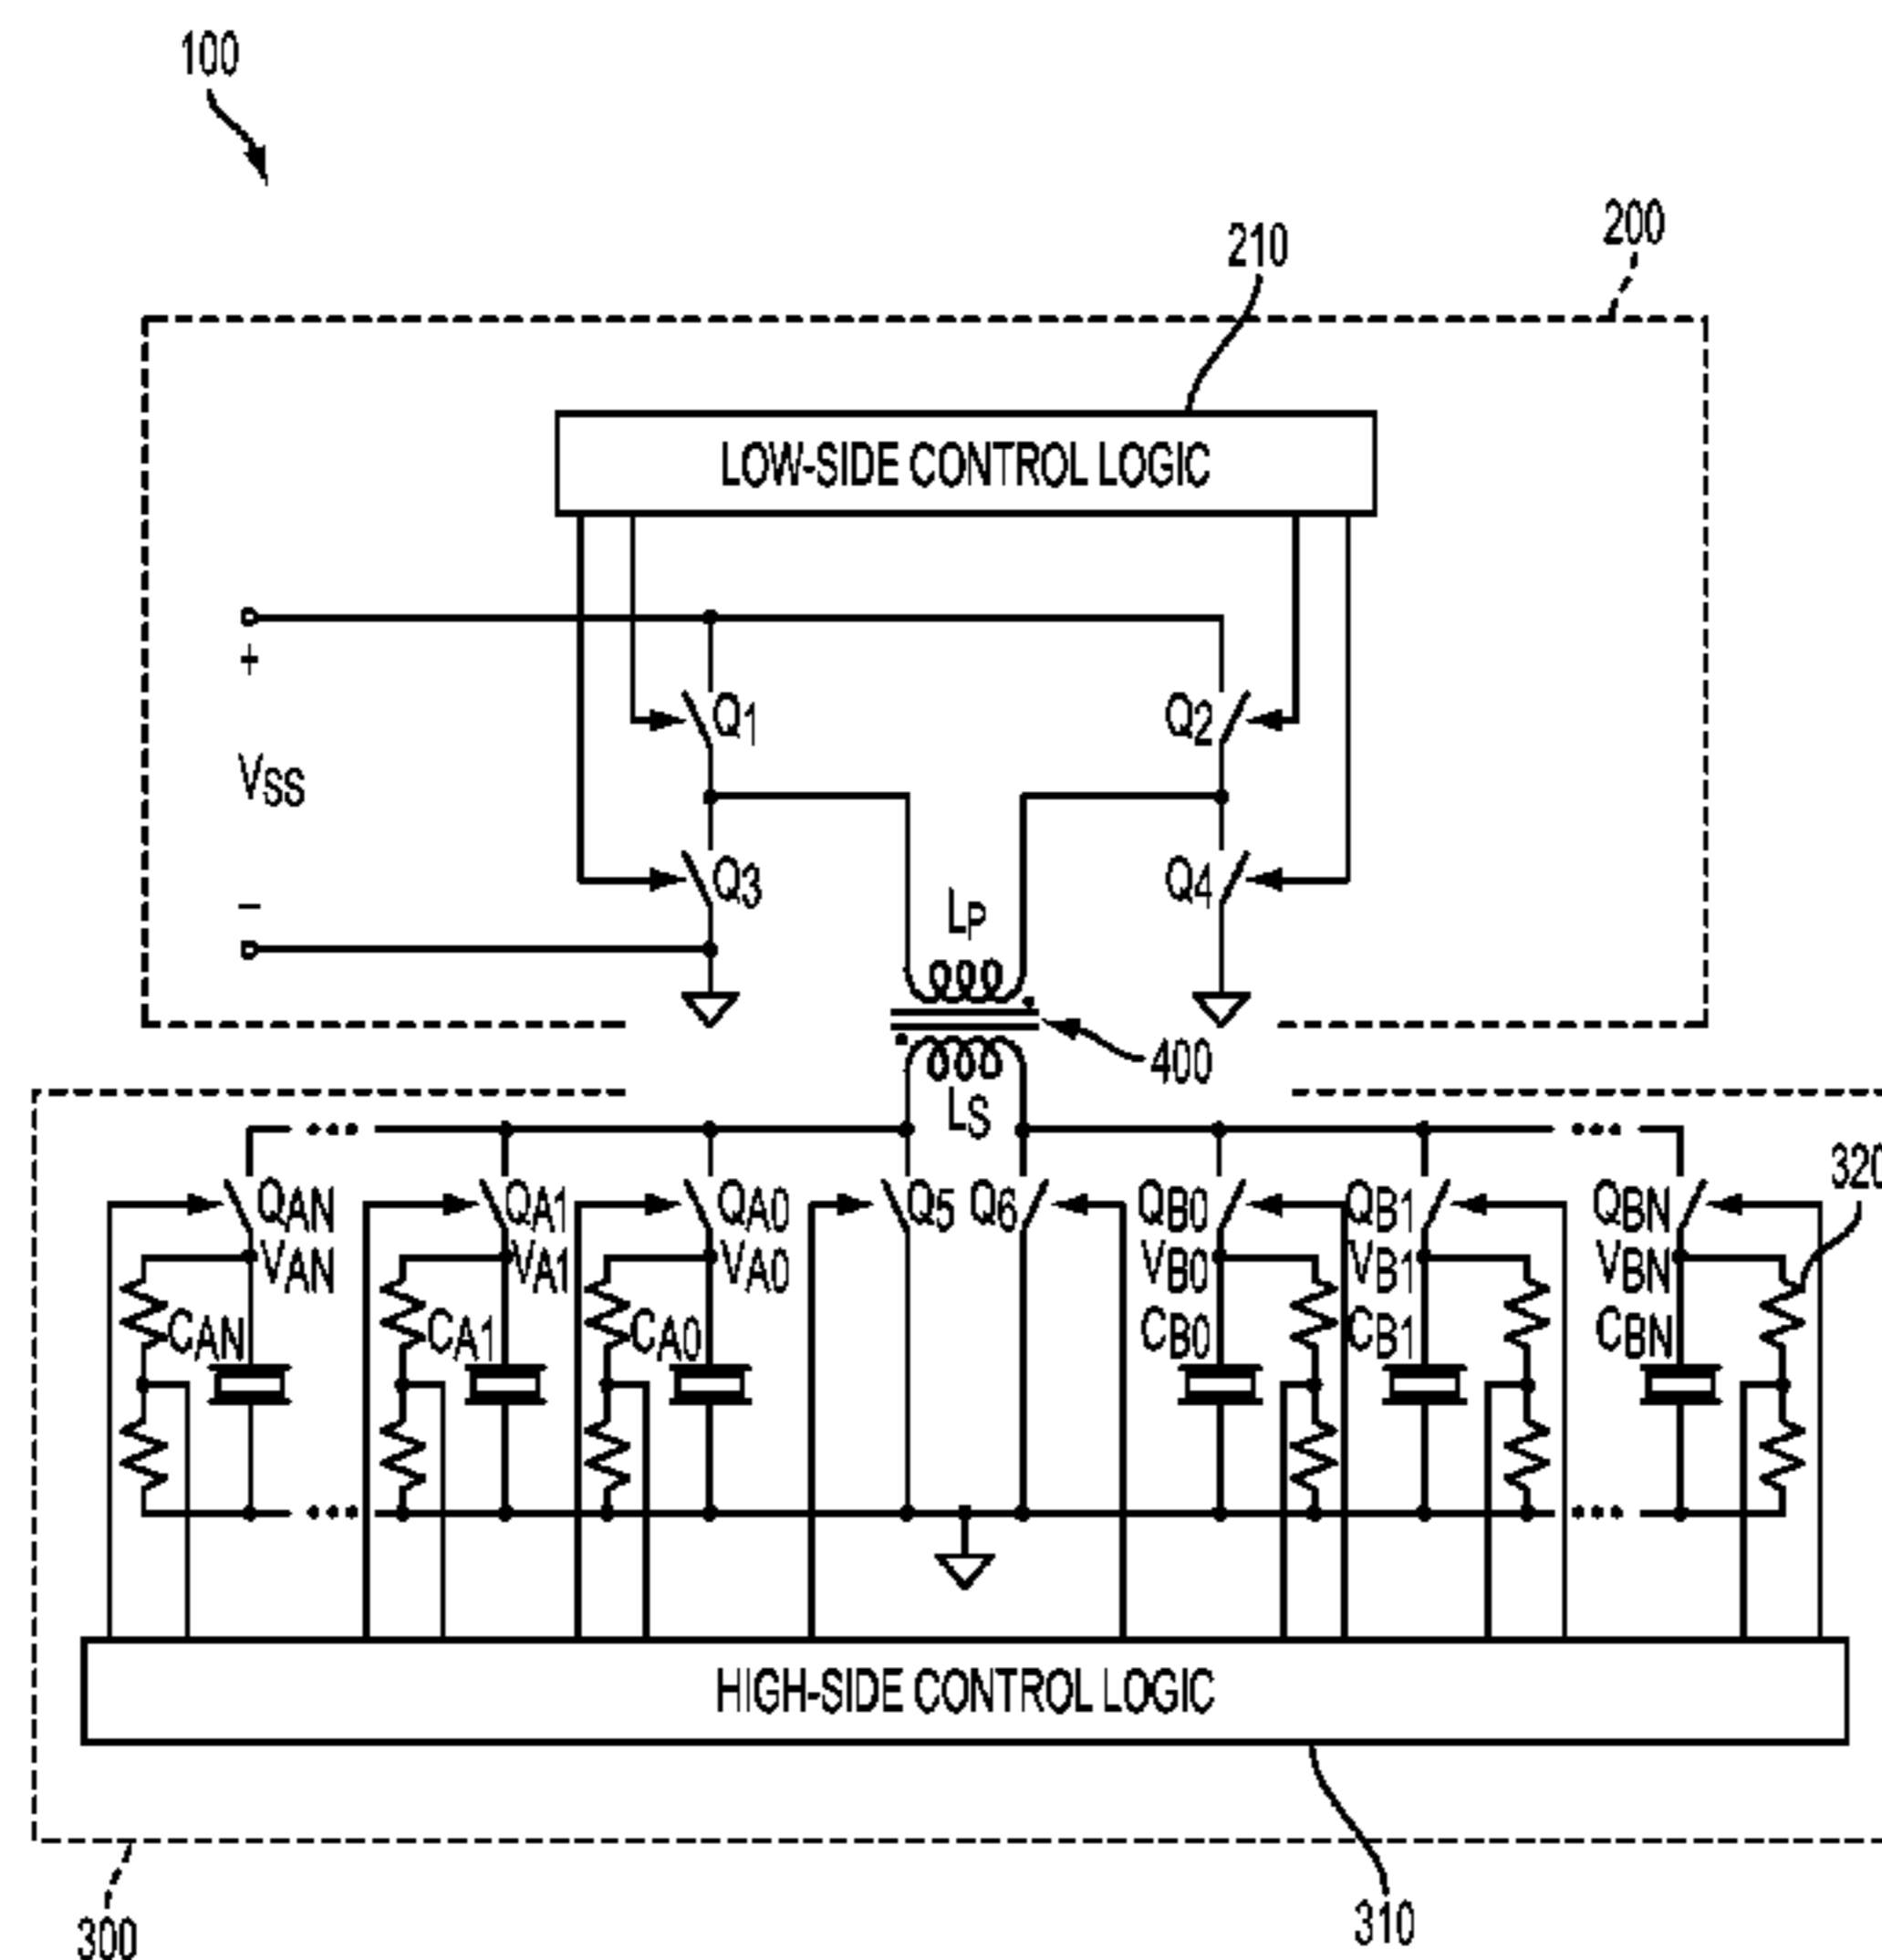 100
200
210
LOW-SIDE CONTROL LOGIC
+
Q1
Q2
VSS
Q3
Q4
−
LP
400
LS
320
QAN
QA1
QA0
Q5
Q6
QB0
QB1
QBN
VAN
VA1
VA0
VB0
VB1
VBN
CAN
CA1
CA0
CB0
CB1
CBN
HIGH-SIDE CONTROL LOGIC
300
310